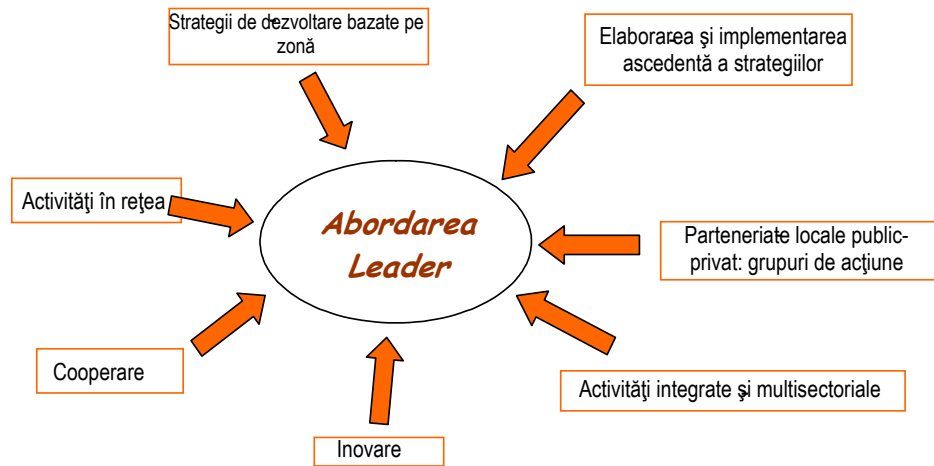 Strategii de dezvoltare bazate pe
zonă
Elaborarea şi implementarea
ascedentă a strategiilor
Activităţi în reţea
Abordarea
Leader
Parteneriate locale public-
privat: grupuri de acţiune
Cooperare
Activităţi integrate şi multisectoriale
Inovare